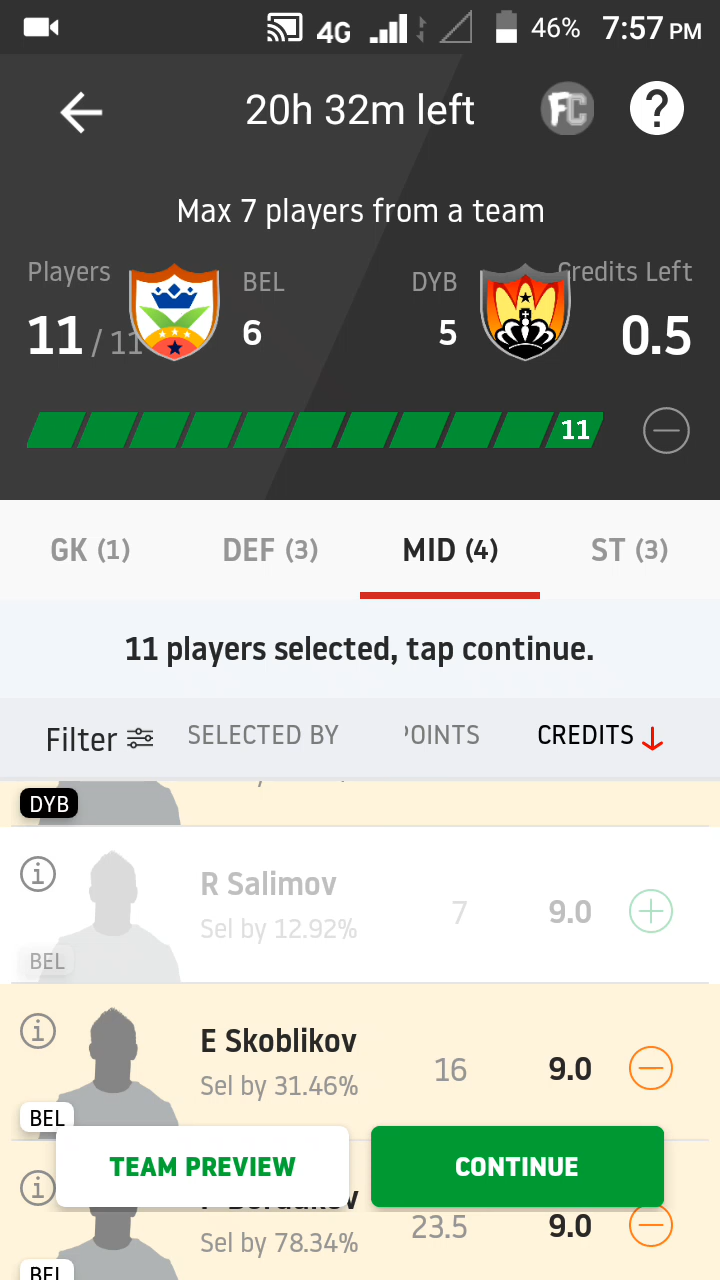 4G 46% 7:57 PM
20h 32m left FC ?
Max 7 players from a team
Players BEL DYB Credits Left
11 / 11 6 5 0.5
11
GK (1) DEF (3) MID (4) ST (3)
11 players selected, tap continue.
Filter SELECTED BY POINTS CREDITS
DYB
R Salimov
Sel by 12.92% 7 9.0
BEL
E Skoblikov
Sel by 31.46% 16 9.0
BEL
TEAM PREVIEW CONTINUE
Sel by 78.34% 23.5 9.0
BEL